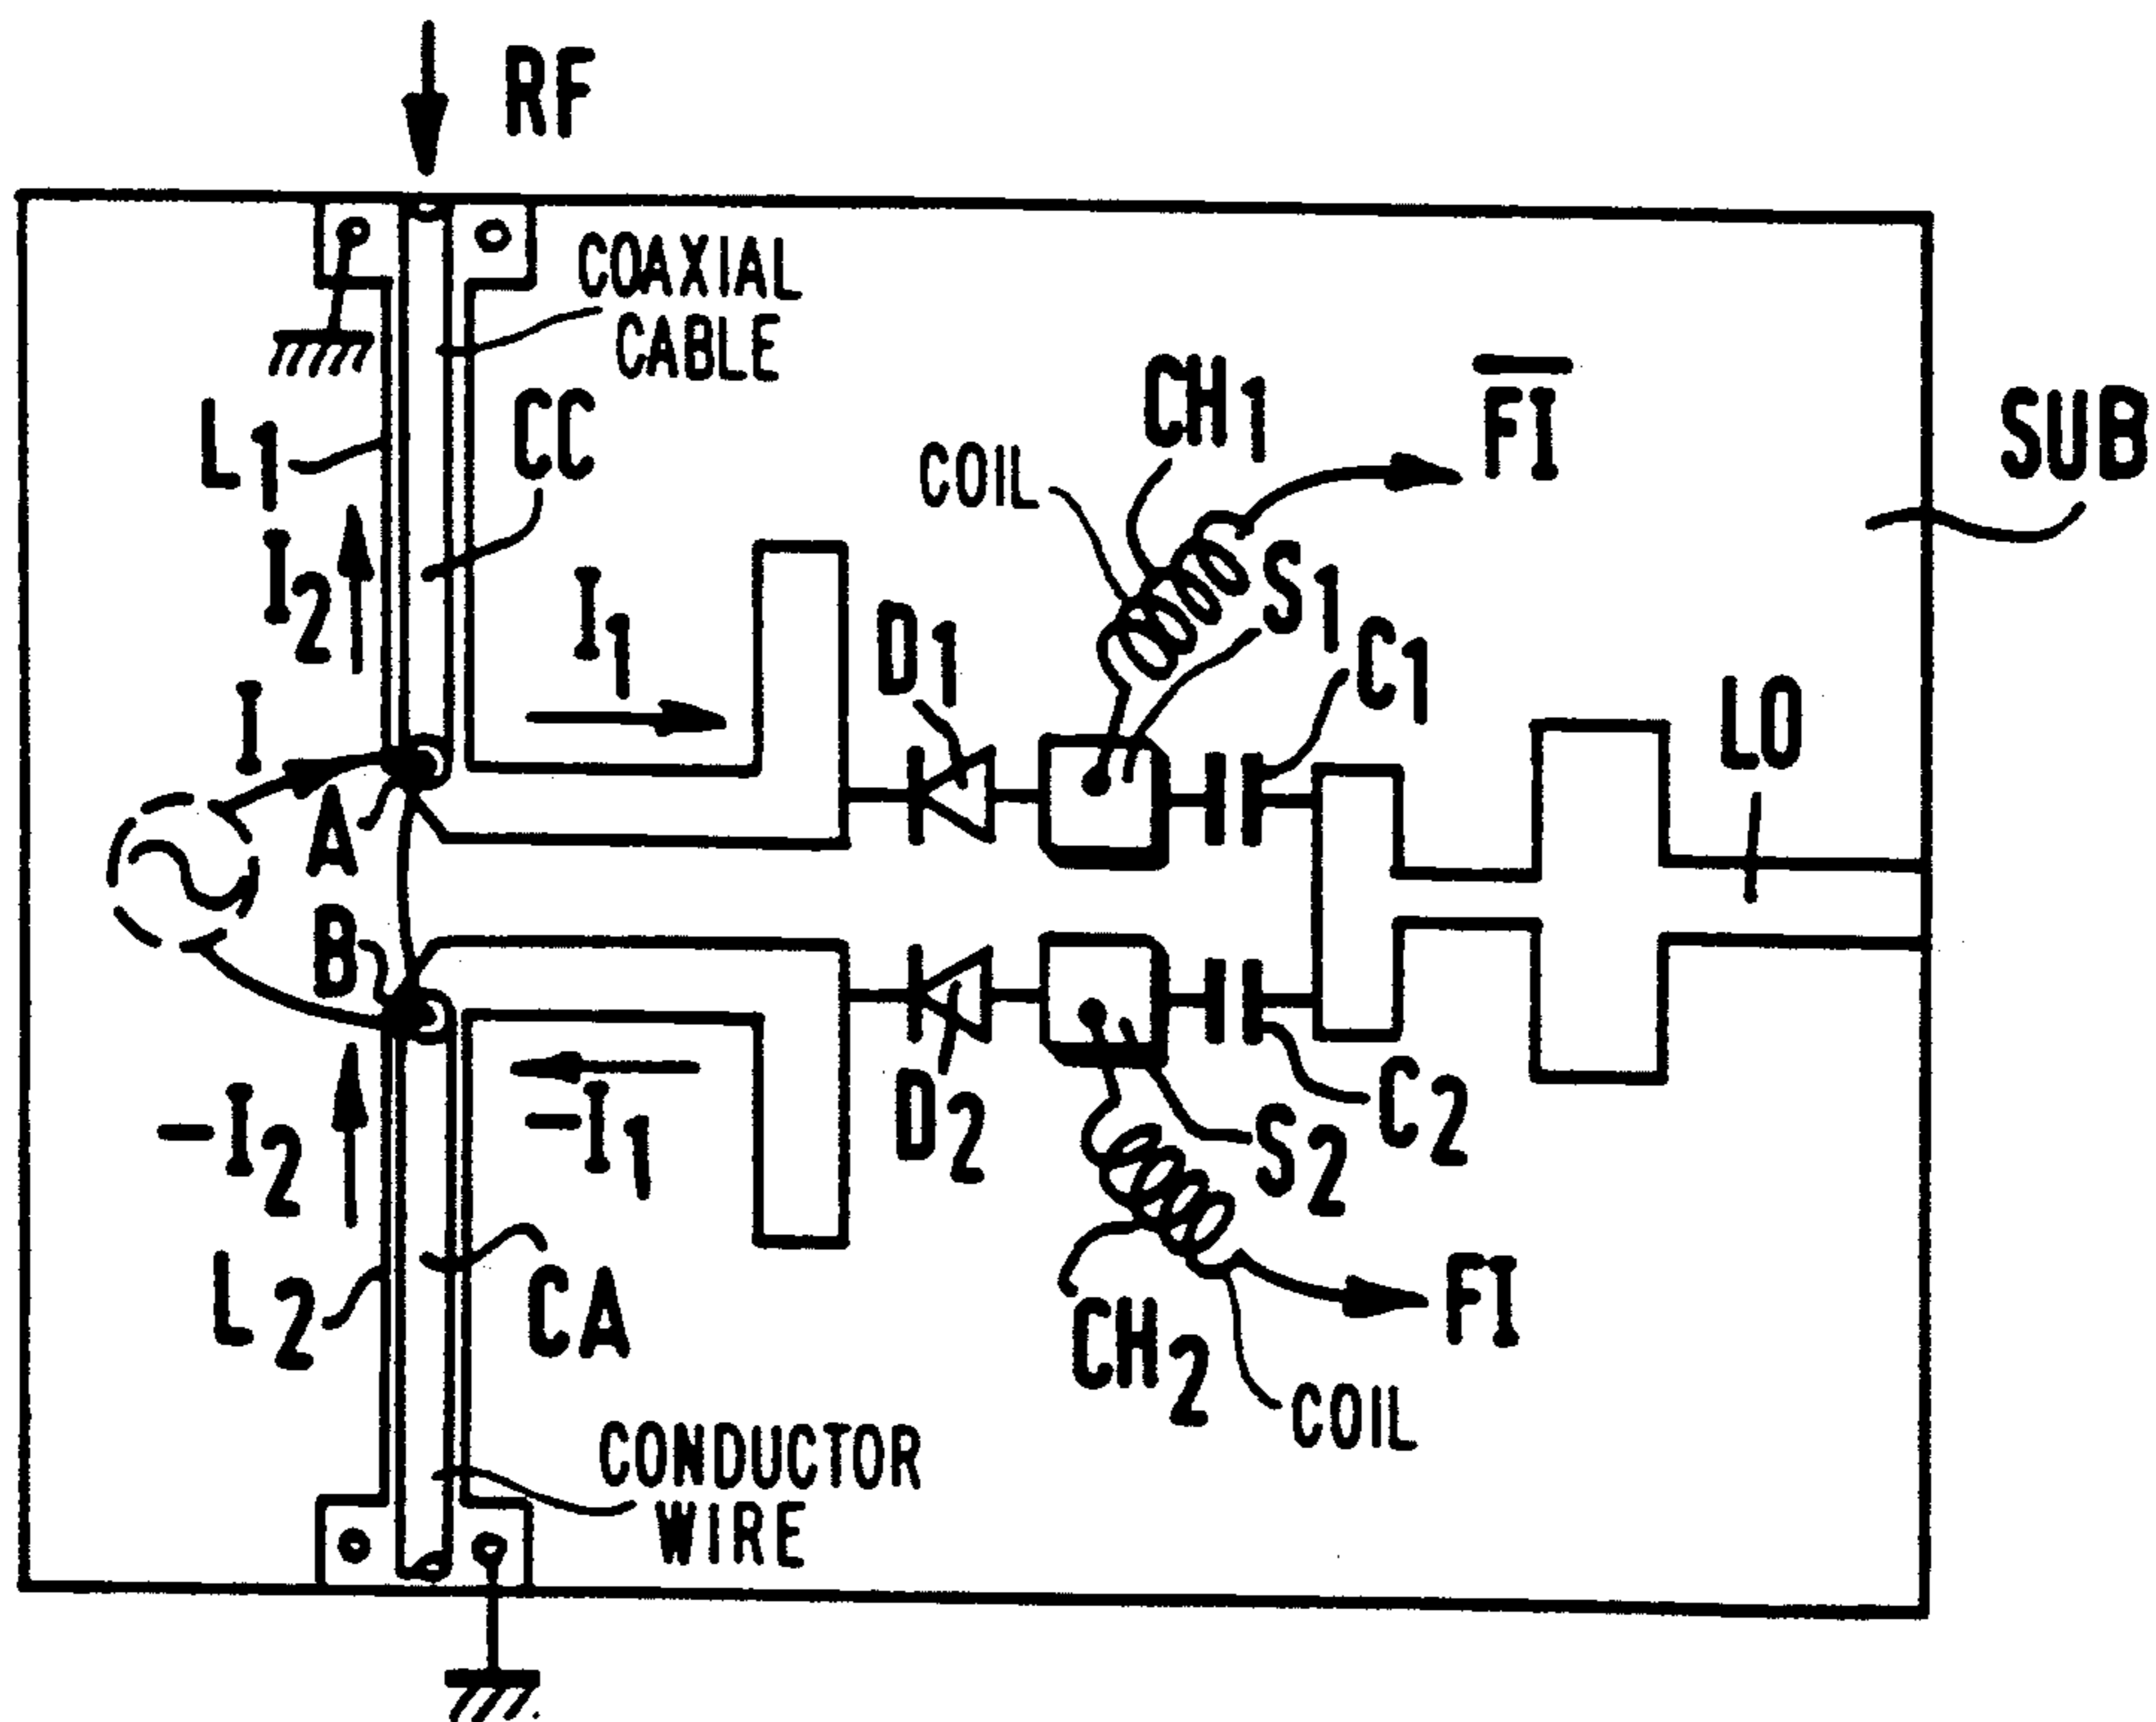 RF
COAXIAL
CABLE
L1
CC
CH1
F̅I̅
SUB
COIL
I2
I1
S1
D1
C1
LO
I
A
B
-I2
-I1
D2
S2
C2
L2
CA
CH2
FI
COIL
CONDUCTOR
WIRE